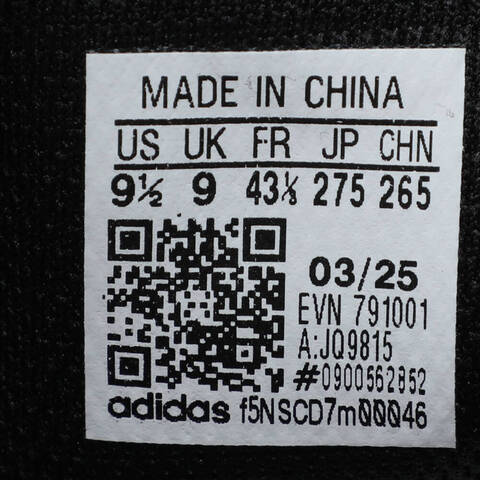 MADE IN CHINA
US UK FR JP CHN
9½ 9 43⅓ 275 265
03/25
EVN 791001
A:JQ9815
#0900562852
adidas f5NSCD7m00046